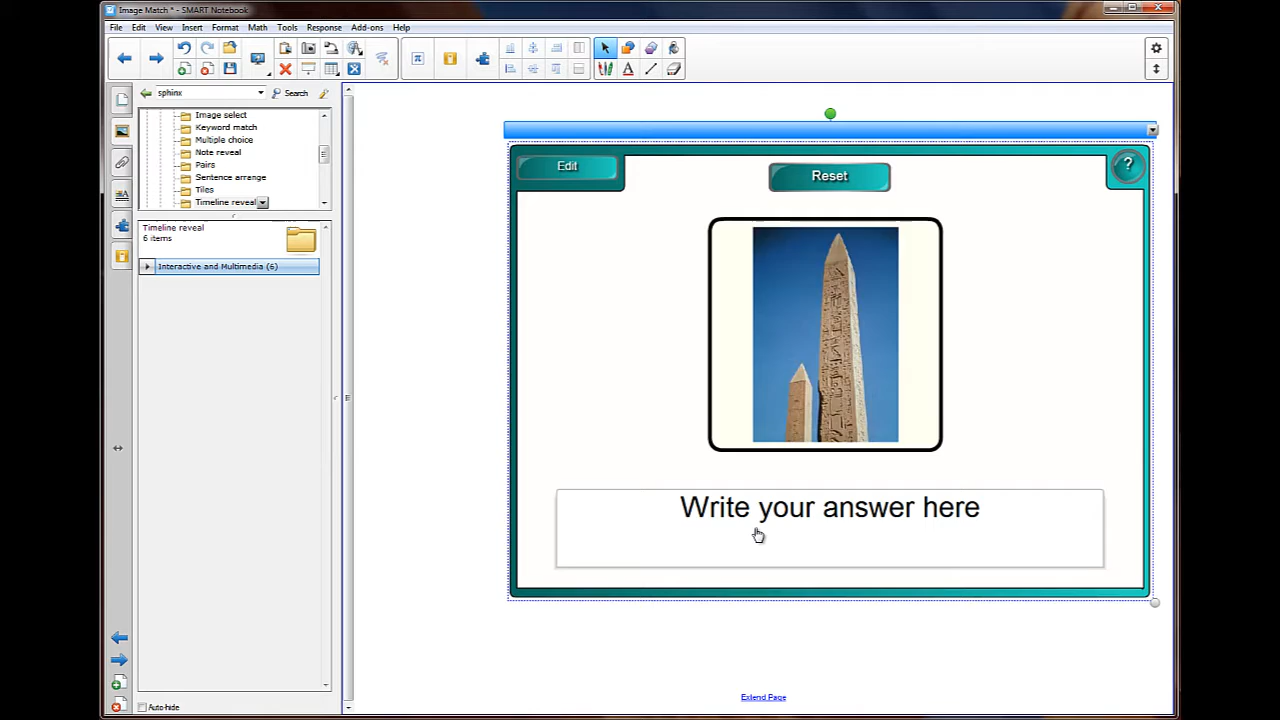 Image Match * - SMART Notebook
File Edit View Insert Format Math Tools Response Add-ons Help
sphinx
Search
Image select
Keyword match
Multiple choice
Note reveal
Pairs
Sentence arrange
Tiles
Timeline reveal
Timeline reveal
6 items
Interactive and Multimedia (6)
Auto-hide
Edit
Reset
?
Write your answer here
Extend Page